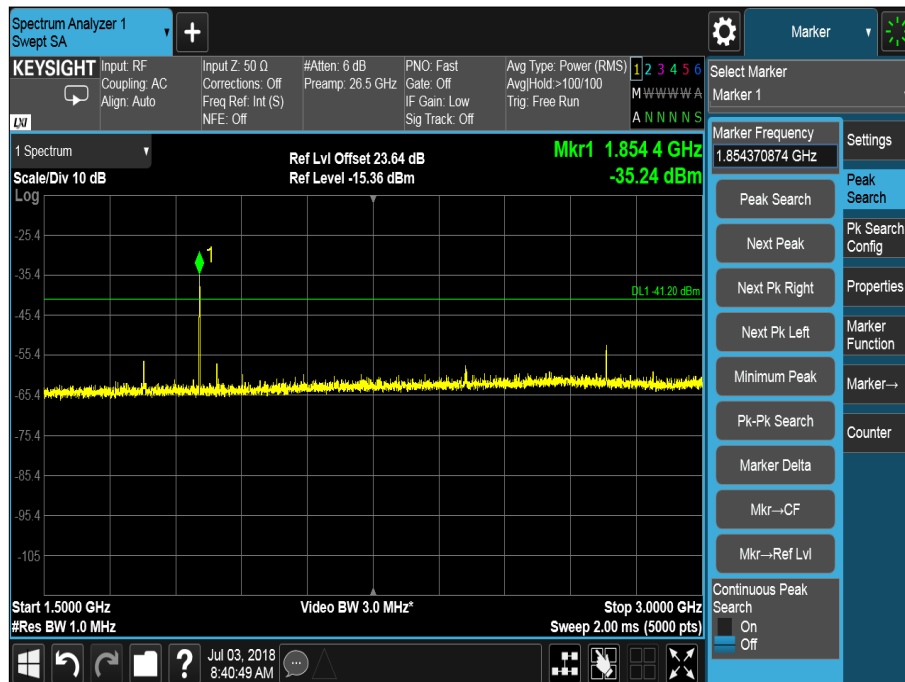 Spectrum Analyzer 1
Swept SA
Marker
KEYSIGHT
LXI
Input: RF
Coupling: AC
Align: Auto
Input Z: 50 Ω
Corrections: Off
Freq Ref: Int (S)
NFE: Off
#Atten: 6 dB
Preamp: 26.5 GHz
PNO: Fast
Gate: Off
IF Gain: Low
Sig Track: Off
Avg Type: Power (RMS)
Avg|Hold:>100/100
Trig: Free Run
1 2 3 4 5 6
M W W W W A
A N N N N S
Select Marker
Marker 1
1 Spectrum
Ref Lvl Offset 23.64 dB
Mkr1 1.854 4 GHz
Scale/Div 10 dB
Ref Level -15.36 dBm
-35.24 dBm
Log
-25.4
1
-35.4
DL1 -41.20 dBm
-45.4
-55.4
-65.4
-75.4
-85.4
-95.4
-105
Start 1.5000 GHz
Video BW 3.0 MHz*
Stop 3.0000 GHz
#Res BW 1.0 MHz
Sweep 2.00 ms (5000 pts)
Marker Frequency
1.854370874 GHz
Peak Search
Next Peak
Next Pk Right
Next Pk Left
Minimum Peak
Pk-Pk Search
Marker Delta
Mkr→CF
Mkr→Ref Lvl
Continuous Peak
Search
On
Off
Settings
Peak
Search
Pk Search
Config
Properties
Marker
Function
Marker→
Counter
?
Jul 03, 2018
8:40:49 AM